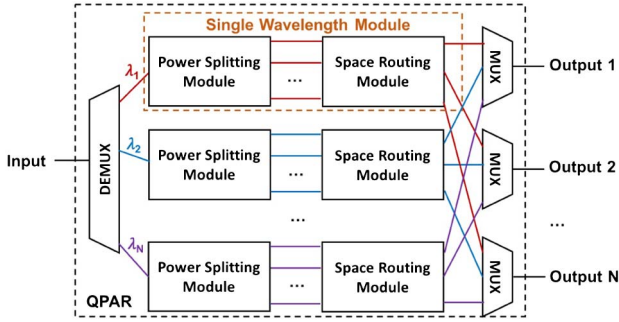 Single Wavelength Module
λ1
Power Splitting
Module
...
Space Routing
Module
MUX
Output 1
Input
DEMUX
λ2
Power Splitting
Module
...
Space Routing
Module
MUX
Output 2
...
...
λN
Power Splitting
Module
...
Space Routing
Module
MUX
Output N
QPAR